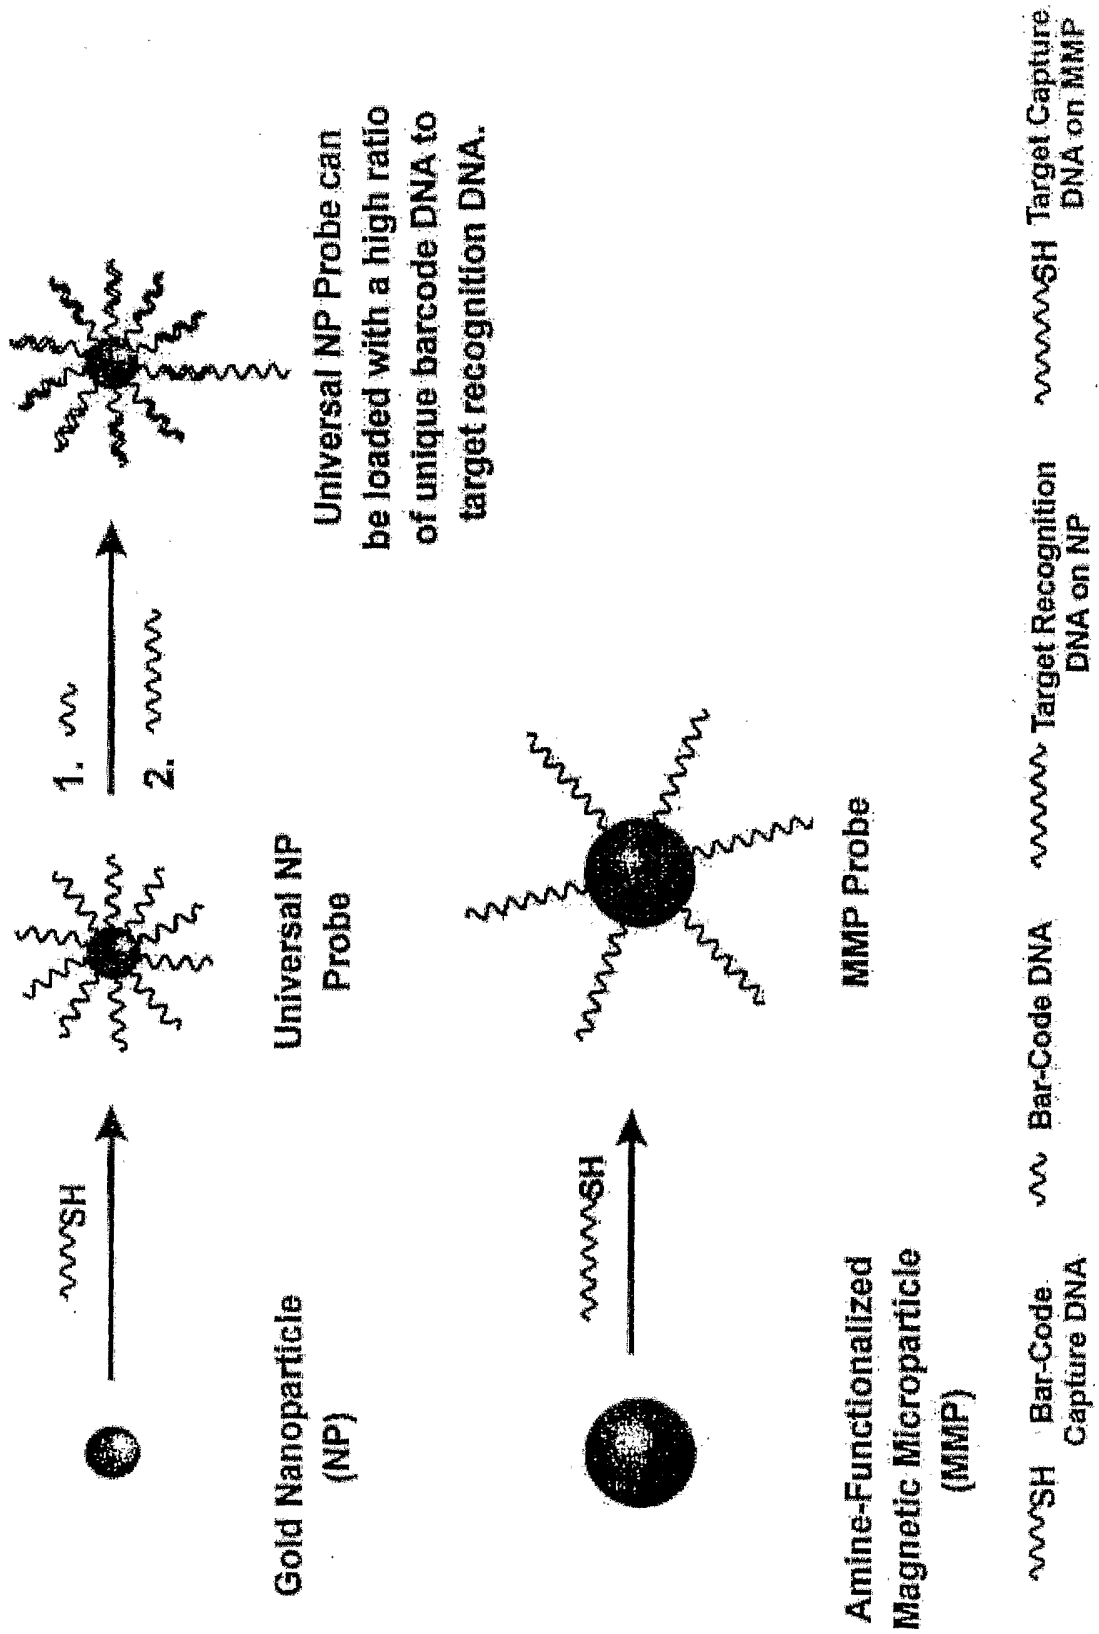 SH
1.
2.
Gold Nanoparticle
(NP)
Universal NP
Probe
Universal NP Probe can
be loaded with a high ratio
of unique barcode DNA to
target recognition DNA.
SH
Amine-Functionalized
Magnetic Microparticle
(MMP)
MMP Probe
SH Bar-Code
Capture DNA
Bar-Code DNA
Target Recognition
DNA on NP
SH Target Capture
DNA on MMP